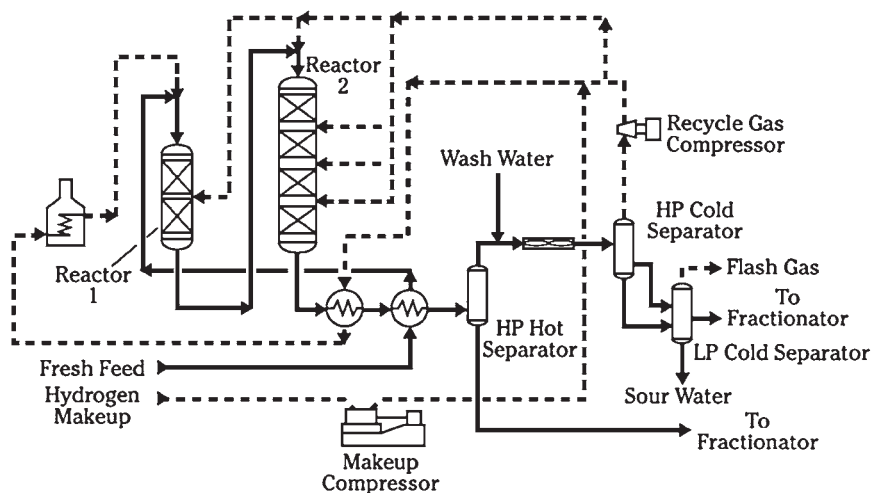 Reactor
2
Recycle Gas
Compressor
Wash Water
HP Cold
Separator
Reactor
1
Flash Gas
To
Fractionator
HP Hot
Separator
LP Cold Separator
Fresh Feed
Hydrogen
Makeup
Sour Water
To
Fractionator
Makeup
Compressor